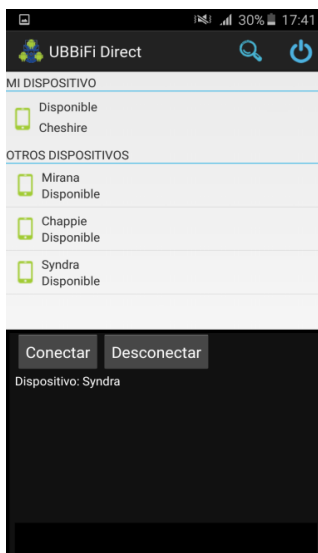 30% 17:41
UBBiFi Direct
MI DISPOSITIVO
Disponible
Cheshire
OTROS DISPOSITIVOS
Mirana
Disponible
Chappie
Disponible
Syndra
Disponible
Conectar Desconectar
Dispositivo: Syndra